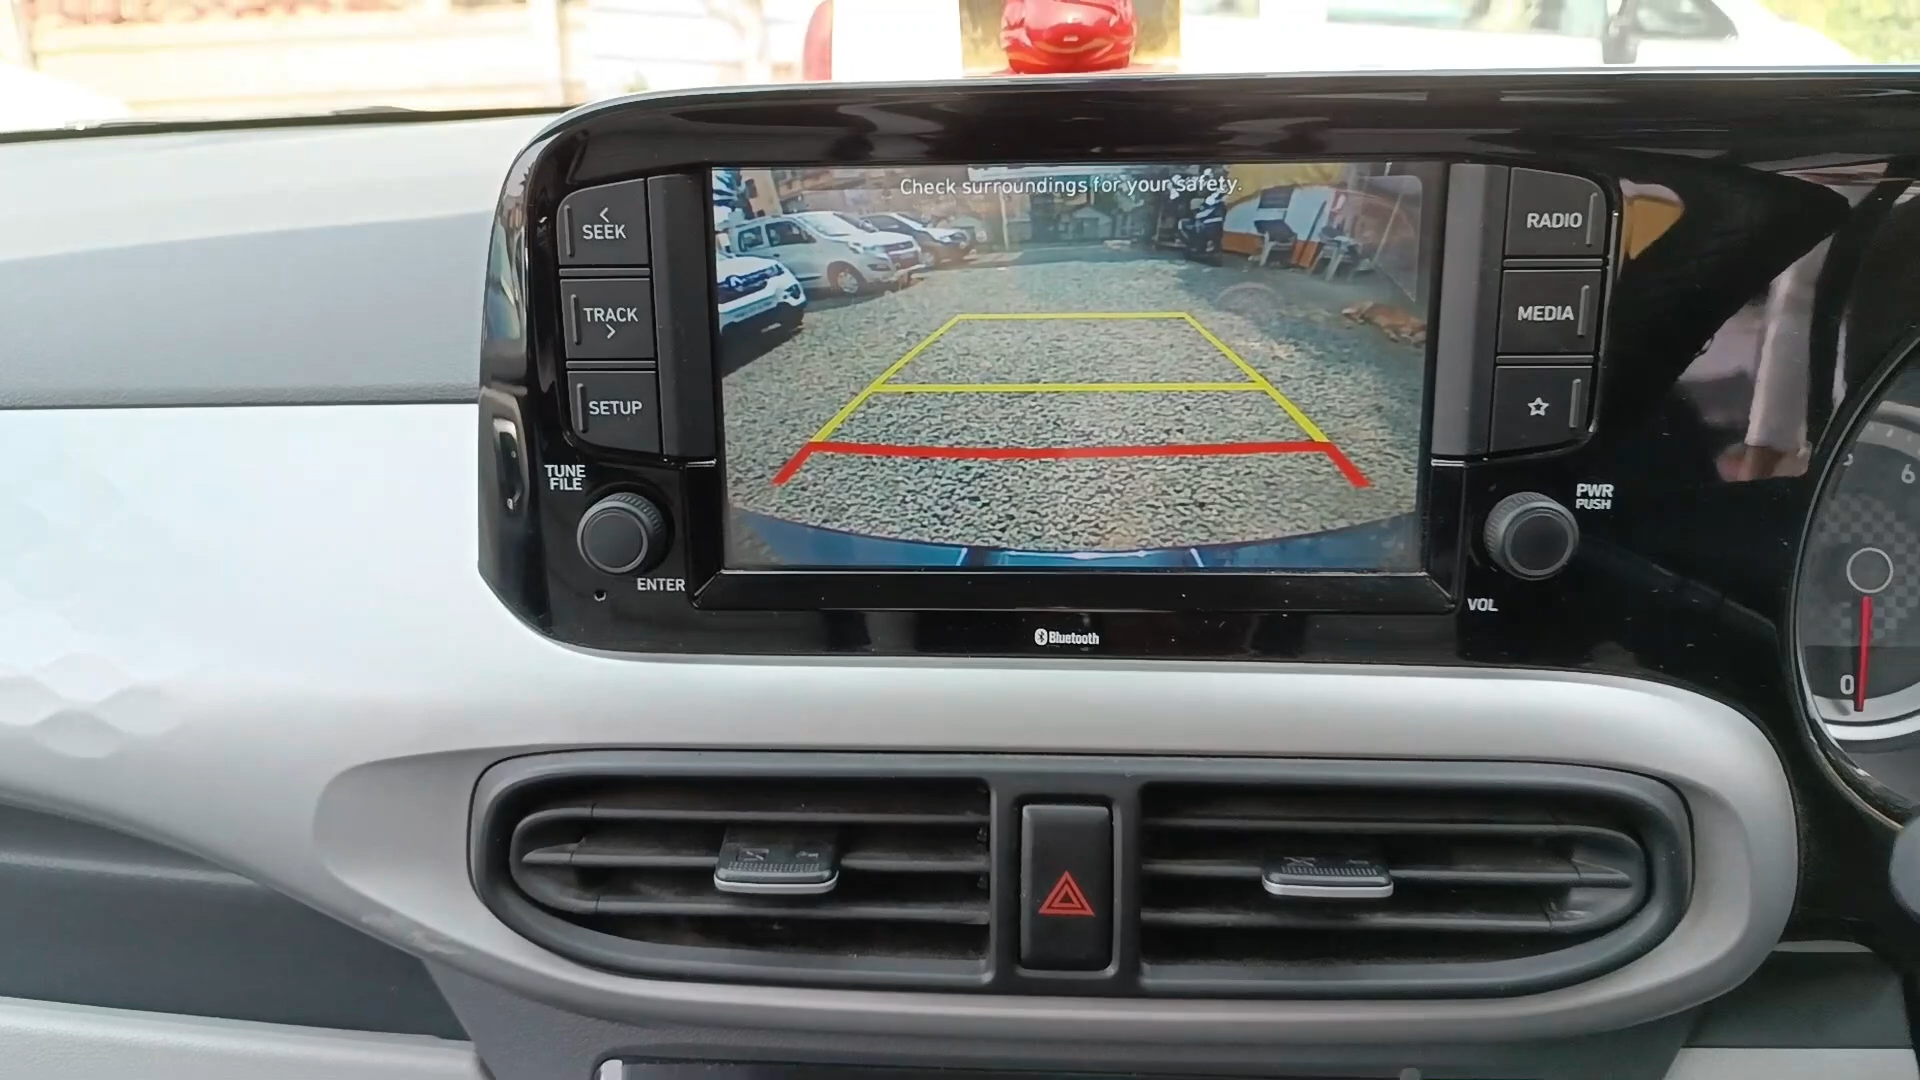 Check surroundings for your safety.
<
SEEK
TRACK
>
SETUP
TUNE
FILE
ENTER
RADIO
MEDIA
PWR
PUSH
VOL
Bluetooth
6
0